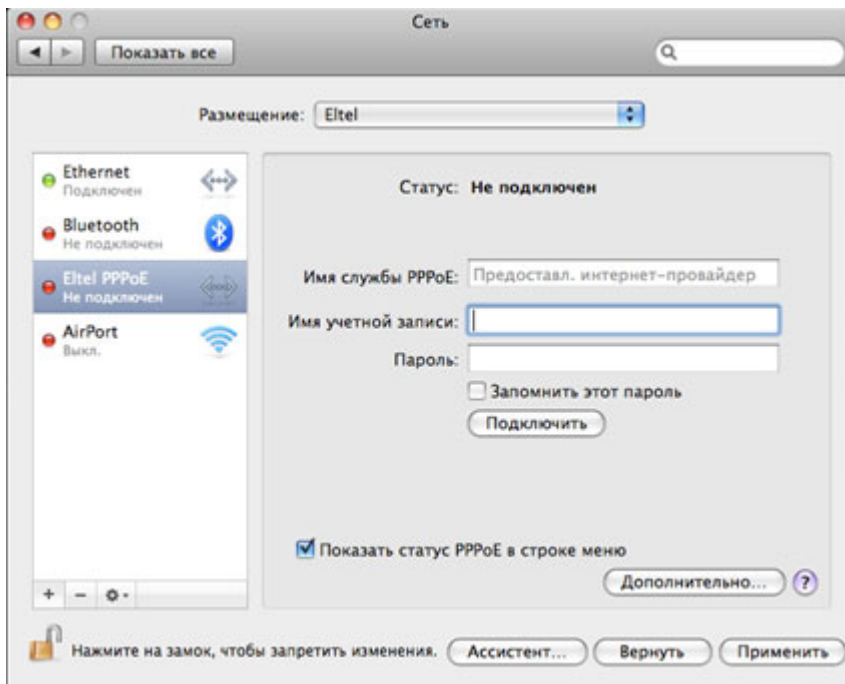 Сеть
Показать все
Размещение: Eltel
Ethernet
Подключен
Bluetooth
Не подключен
Eltel PPPoE
Не подключен
AirPort
Выкл.
Статус: Не подключен
Имя службы PPPoE: Предоставл. интернет-провайдер
Имя учетной записи:
Пароль:
Запомнить этот пароль
Подключить
Показать статус PPPoE в строке меню
Дополнительно... ?
Нажмите на замок, чтобы запретить изменения. Ассистент... Вернуть Применить